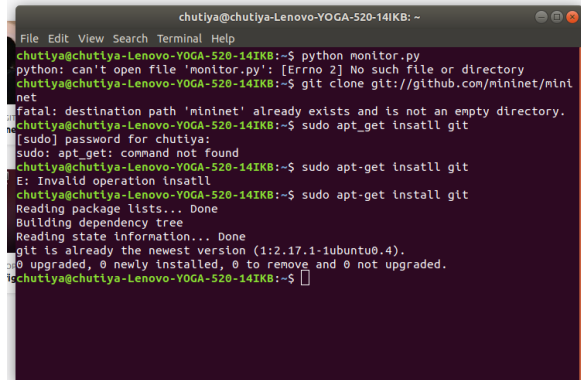 chutiya@chutiya-Lenovo-YOGA-520-14IKB: ~
File Edit View Search Terminal Help
chutiya@chutiya-Lenovo-YOGA-520-14IKB:~$ python monitor.py
python: can't open file 'monitor.py': [Errno 2] No such file or directory
chutiya@chutiya-Lenovo-YOGA-520-14IKB:~$ git clone git://github.com/mininet/mini
net
fatal: destination path 'mininet' already exists and is not an empty directory.
chutiya@chutiya-Lenovo-YOGA-520-14IKB:~$ sudo apt_get insatll git
[sudo] password for chutiya:
sudo: apt_get: command not found
chutiya@chutiya-Lenovo-YOGA-520-14IKB:~$ sudo apt-get insatll git
E: Invalid operation insatll
chutiya@chutiya-Lenovo-YOGA-520-14IKB:~$ sudo apt-get install git
Reading package lists... Done
Building dependency tree
Reading state information... Done
git is already the newest version (1:2.17.1-1ubuntu0.4).
0 upgraded, 0 newly installed, 0 to remove and 0 not upgraded.
chutiya@chutiya-Lenovo-YOGA-520-14IKB:~$